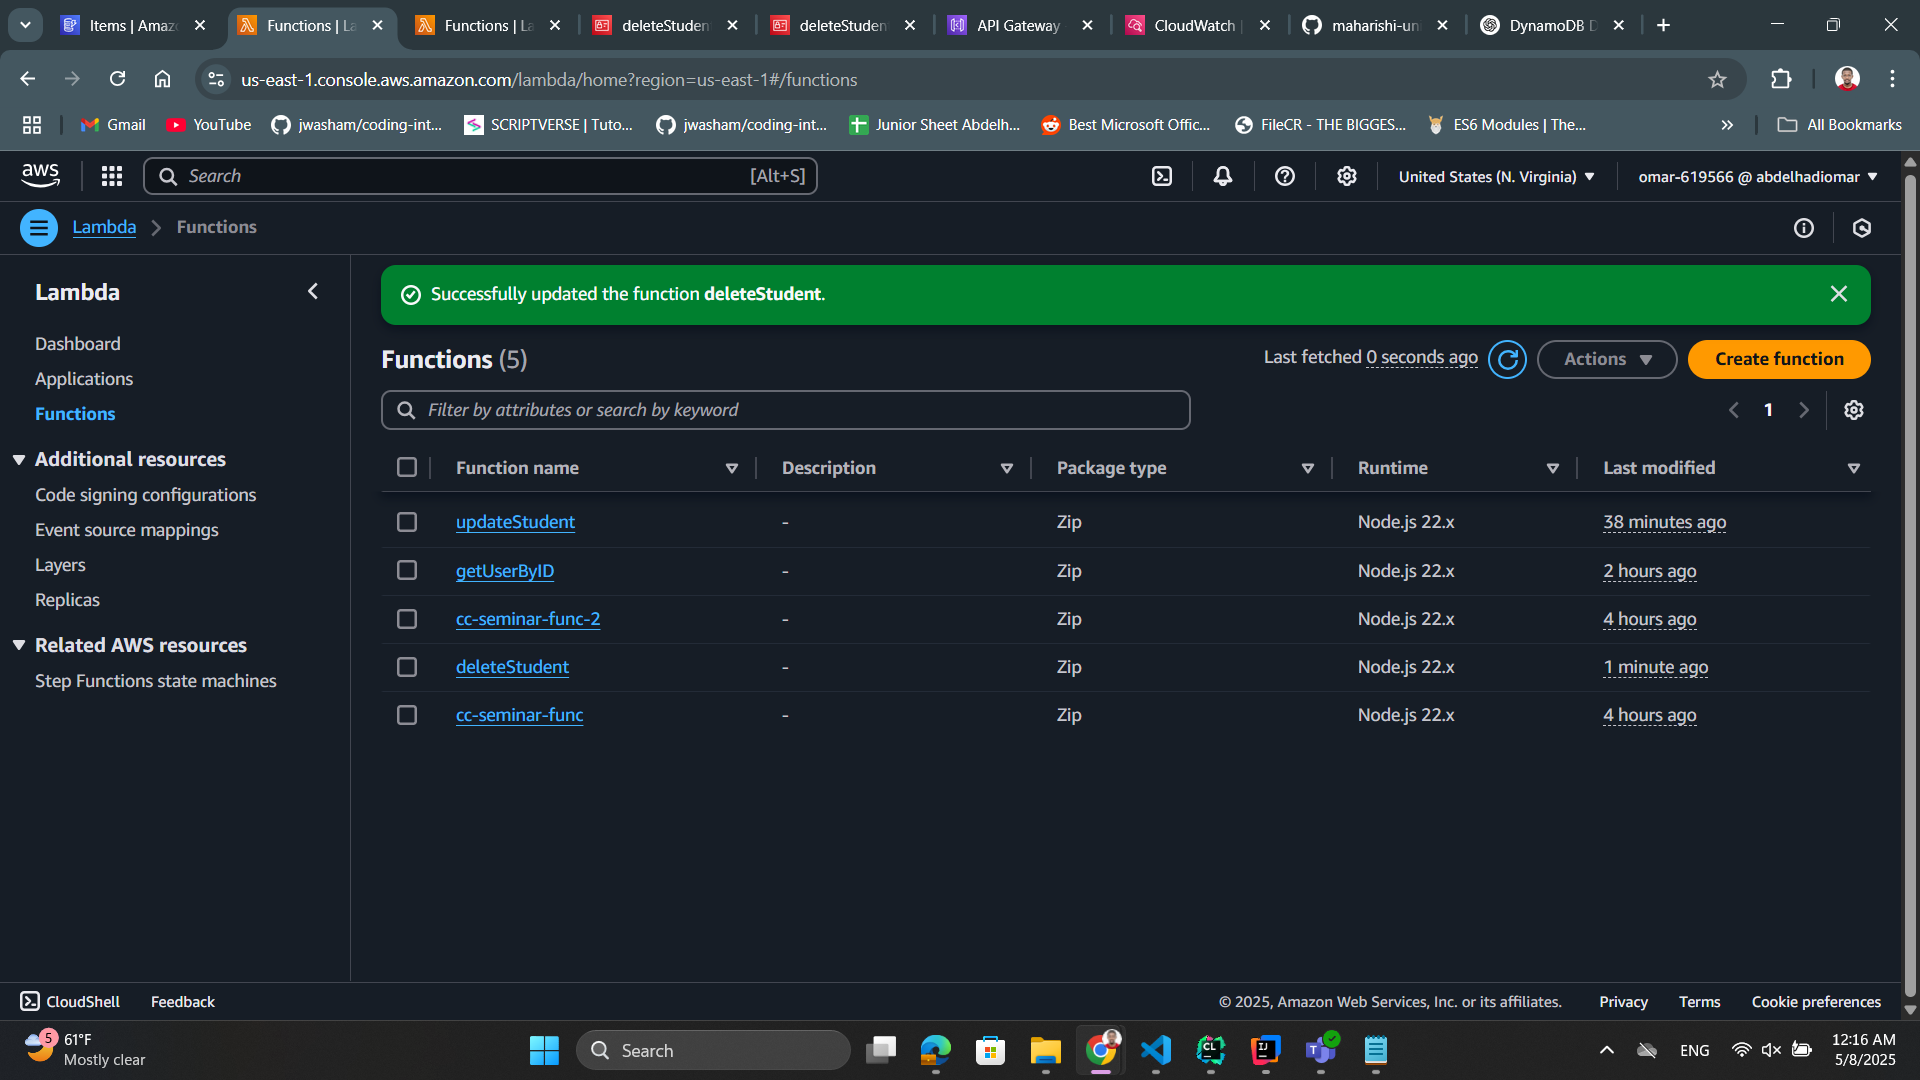 Items | Amaz
Functions | La
Functions | La
deleteStuden
deleteStuden
API Gateway
CloudWatch |
maharishi-uni
DynamoDB D
us-east-1.console.aws.amazon.com/lambda/home?region=us-east-1#/functions
Gmail
YouTube
jwasham/coding-int...
SCRIPTVERSE | Tuto...
jwasham/coding-int...
Junior Sheet Abdelh...
Best Microsoft Offic...
FileCR - THE BIGGES...
ES6 Modules | The...
All Bookmarks
aws
Search
[Alt+S]
United States (N. Virginia)
omar-619566 @ abdelhadiomar
Lambda
Functions
Lambda
Dashboard
Applications
Functions
Additional resources
Code signing configurations
Event source mappings
Layers
Replicas
Related AWS resources
Step Functions state machines
Successfully updated the function deleteStudent.
Functions (5)
Last fetched 0 seconds ago
Actions
Create function
Filter by attributes or search by keyword
1
Function name Description Package type Runtime Last modified
updateStudent - Zip Node.js 22.x 38 minutes ago
getUserByID - Zip Node.js 22.x 2 hours ago
cc-seminar-func-2 - Zip Node.js 22.x 4 hours ago
deleteStudent - Zip Node.js 22.x 1 minute ago
cc-seminar-func - Zip Node.js 22.x 4 hours ago
CloudShell
Feedback
© 2025, Amazon Web Services, Inc. or its affiliates.
Privacy
Terms
Cookie preferences
5
61°F
Mostly clear
Search
CL
IJ
T
ENG
12:16 AM
5/8/2025